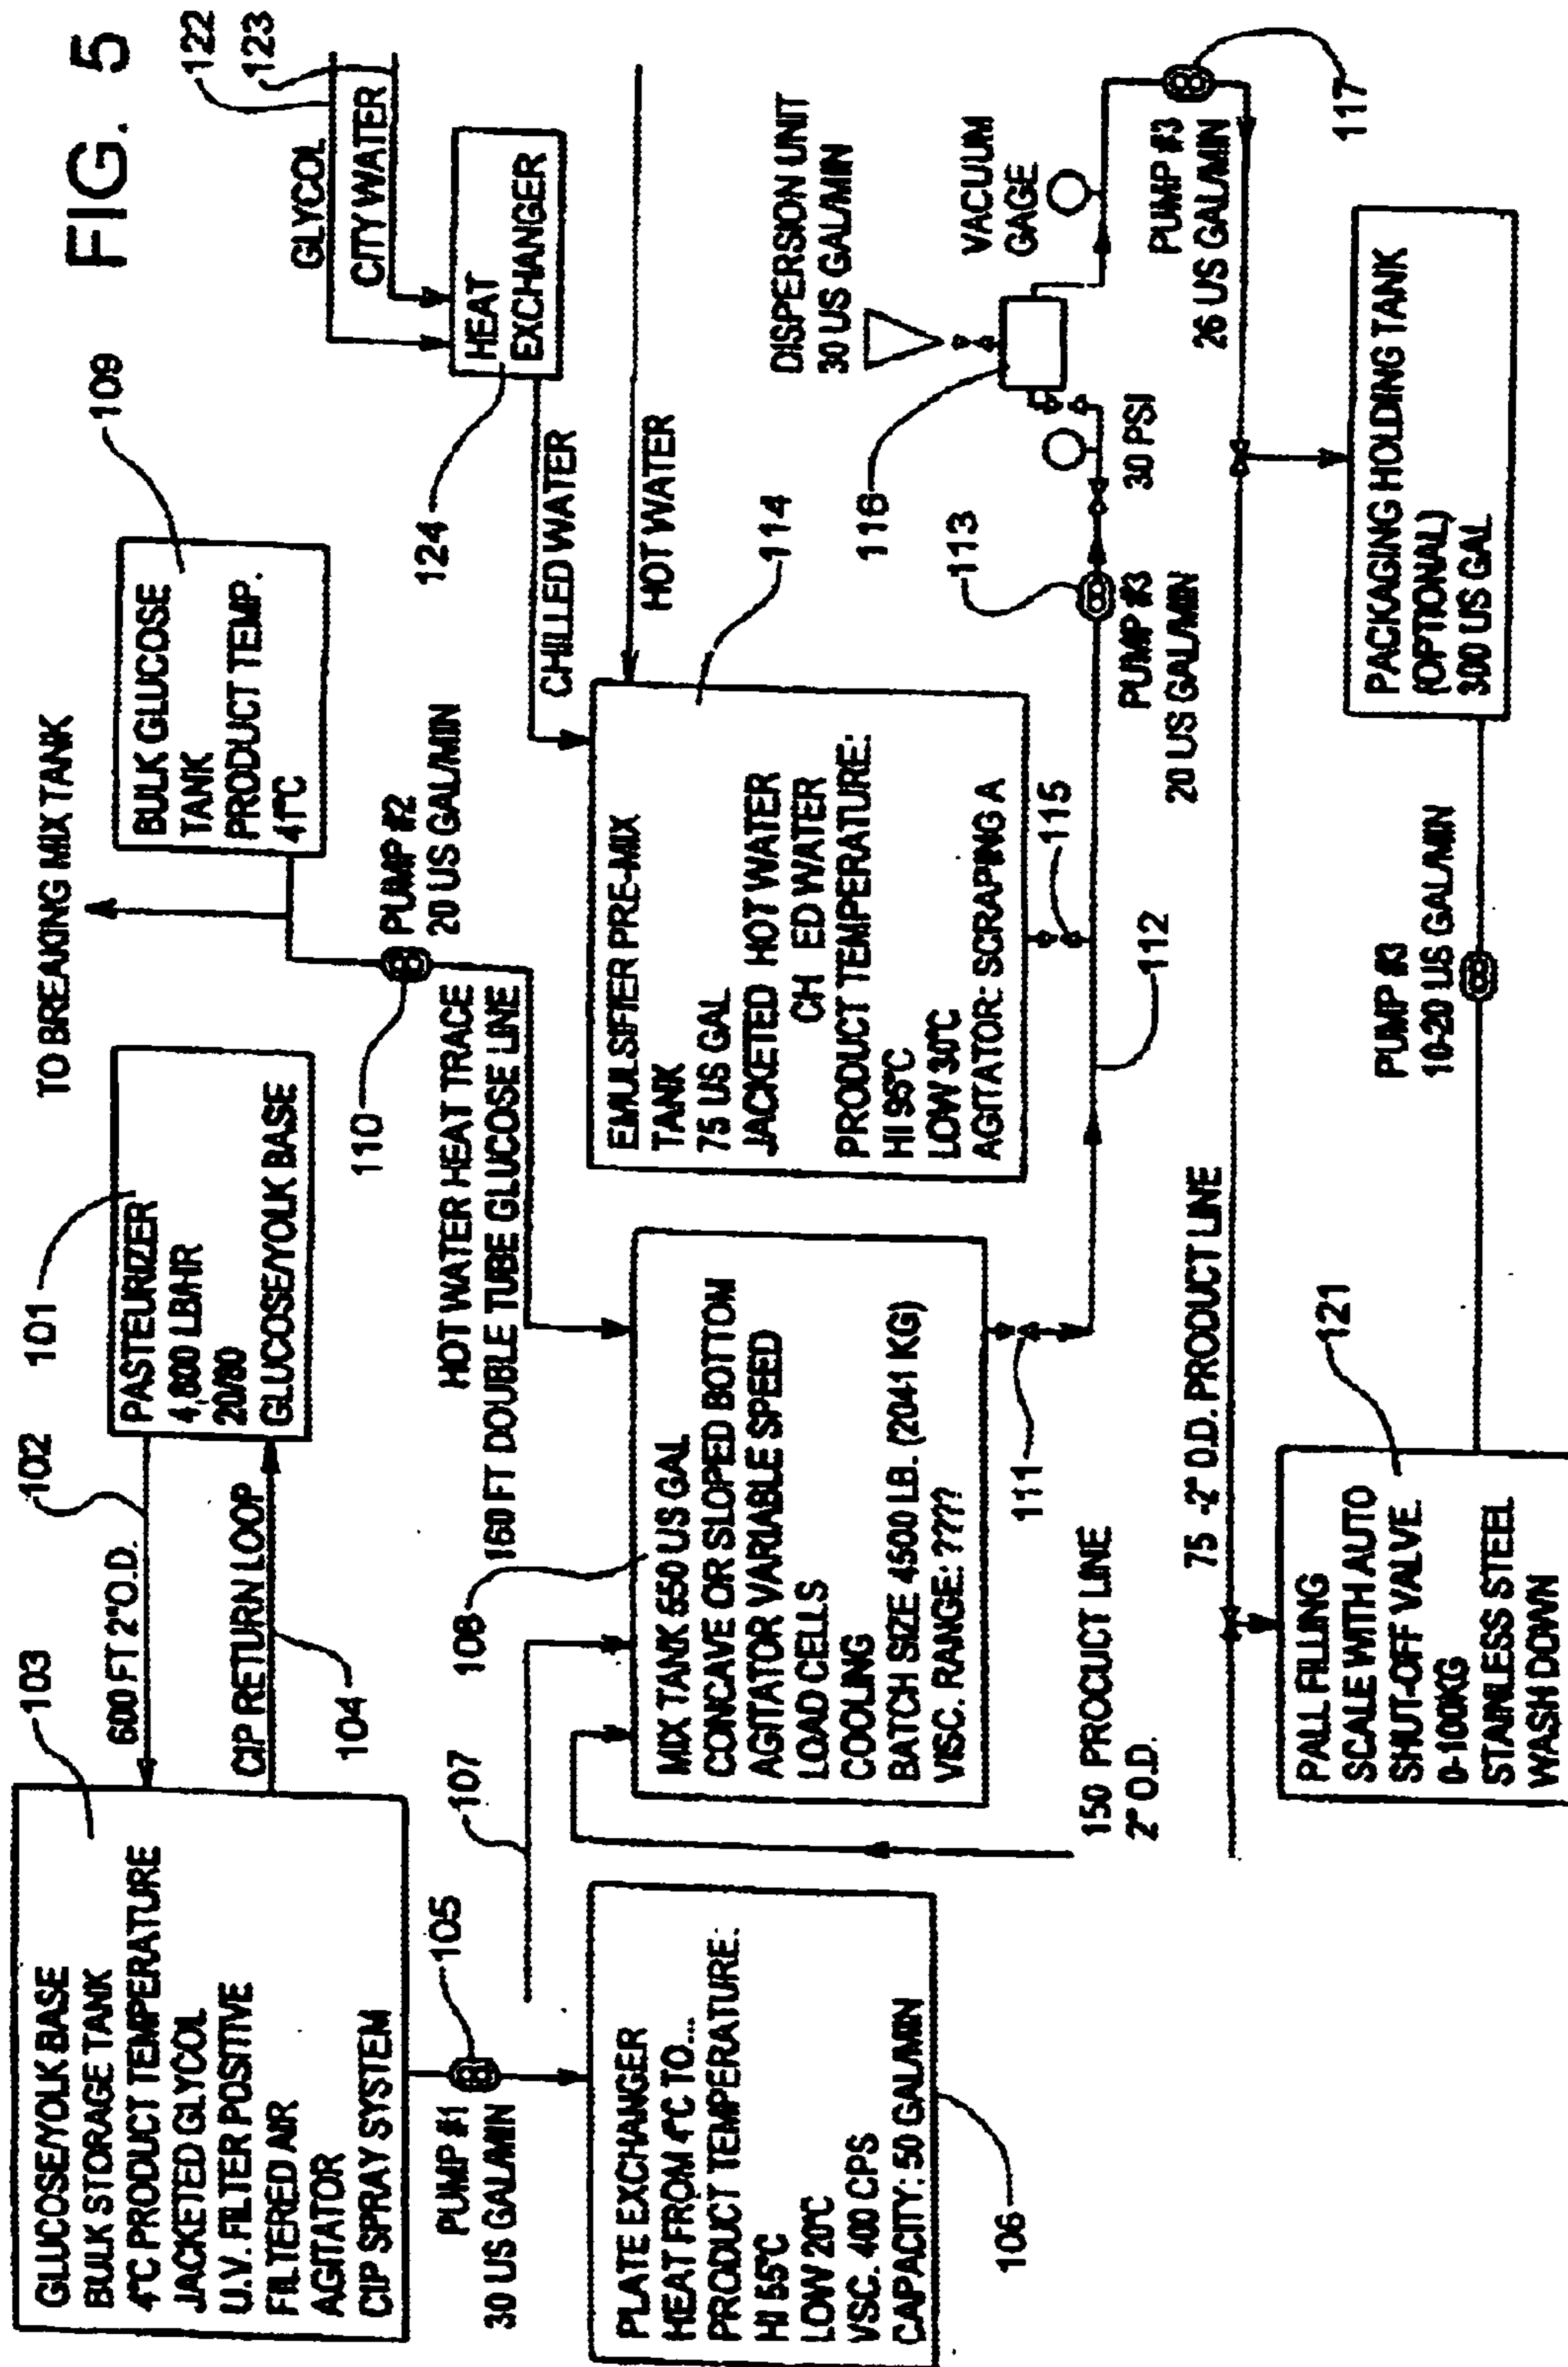 FIG. 5
GLUCOSE/YOLK BASE
BULK STORAGE TANK
4°C PRODUCT TEMPERATURE
JACKETED GLYCOL
U.V. FILTER POSITIVE
FILTERED AIR
AGITATOR
CIP SPRAY SYSTEM
103
600 FT 2" O.D.
102
CIP RETURN LOOP
104
101
PASTEURIZER
4,800 LB/HR
20/80
GLUCOSE/YOLK BASE
TO BREAKING MIX TANK
BULK GLUCOSE
TANK
PRODUCT TEMP.
41°C
109
GLYCOL
CITY WATER
122
123
HEAT
EXCHANGER
124
PUMP #1
30 US GAL/MIN
105
107
110
PUMP #2
20 US GAL/MIN
HOT WATER HEAT TRACE
160 FT DOUBLE TUBE GLUCOSE LINE
CHILLED WATER
HOT WATER
PLATE EXCHANGER
HEAT FROM 4°C TO...
PRODUCT TEMPERATURE:
HI 55°C
LOW 20°C
VSC. 400 CPS
CAPACITY: 50 GAL/MIN
106
108
MIX TANK 550 US GAL
CONCAVE OR SLOPED BOTTOM
AGITATOR VARIABLE SPEED
LOAD CELLS
COOLING
BATCH SIZE 4500 LB. (2041 KG)
VISC. RANGE: ????
111
EMULSIFIER PRE-MIX
TANK
75 US GAL
JACKETED HOT WATER
CH ED WATER
PRODUCT TEMPERATURE:
HI 95°C
LOW 30°C
AGITATOR: SCRAPING A
114
115
112
113
PUMP #3
20 US GAL/MIN
30 PSI
116
DISPERSION UNIT
30 US GAL/MIN
VACUUM
GAGE
PUMP #3
26 US GAL/MIN
117
150 PROCUCT LINE
2" O.D.
75 -2" O.D. PRODUCT LINE
PALL FILLING
SCALE WITH AUTO
SHUT-OFF VALVE.
0-100KG
STAINLESS STEEL
WASH DOWN
121
PUMP #3
10-20 US GAL/MIN
PACKAGING HOLDING TANK
(OPTIONAL)
300 US GAL